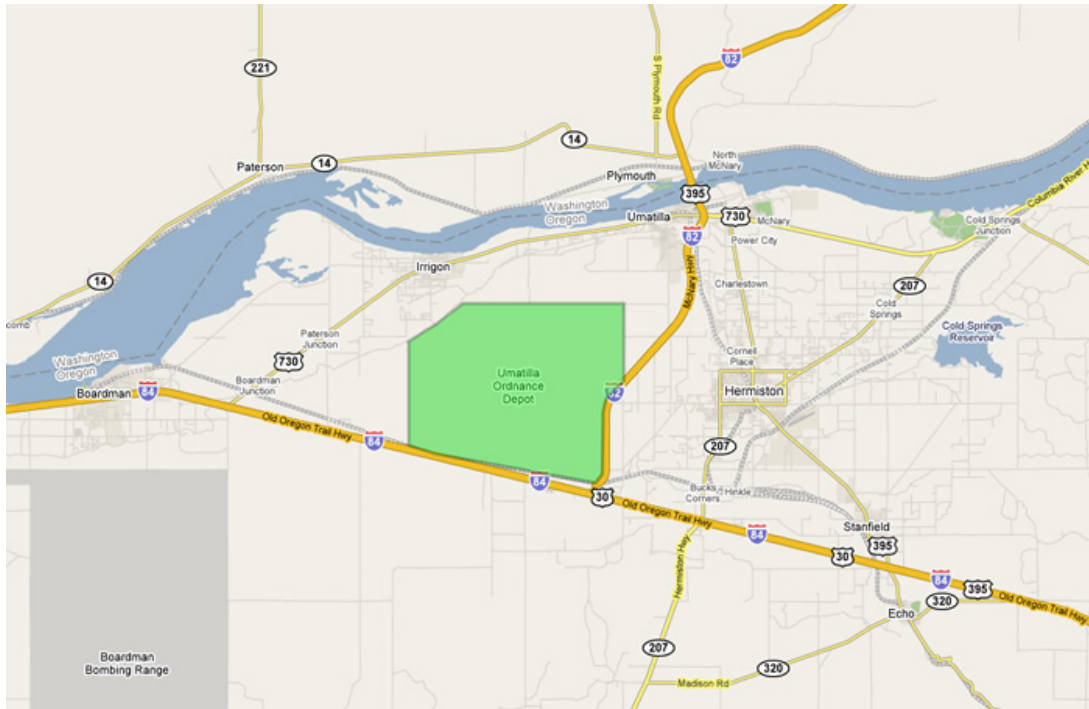 82
221
S Plymouth Rd
14
14
Paterson
North
McNary
Plymouth
395
Washington
Oregon
Umatilla
730
McNary
Columbia River H
Cold Springs
Junction
82
Power City
Irrigon
14
McNary Hwy
Charlestown
207
Cold
Springs
Cold Springs
Reservoir
comb
Paterson
Junction
Washington
Oregon
730
Cornell
Place
Umatilla
Ordnance
Depot
Boardman
Junction
Boardman
84
82
Hermiston
Old Oregon Trail Hwy
84
207
84
30
Bucks
Corners
Hinkle
Old Oregon Trail Hwy
Stanfield
84
30
395
Hermiston Hwy
84
395
Old Oregon Trail Hwy
320
Echo
207
320
Madison Rd
Boardman
Bombing Range